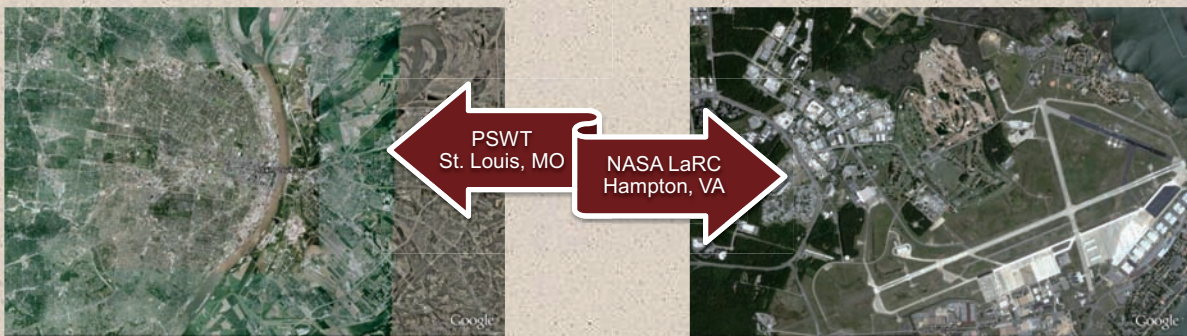 PSWT
St. Louis, MO
NASA LaRC
Hampton, VA
Google
Google